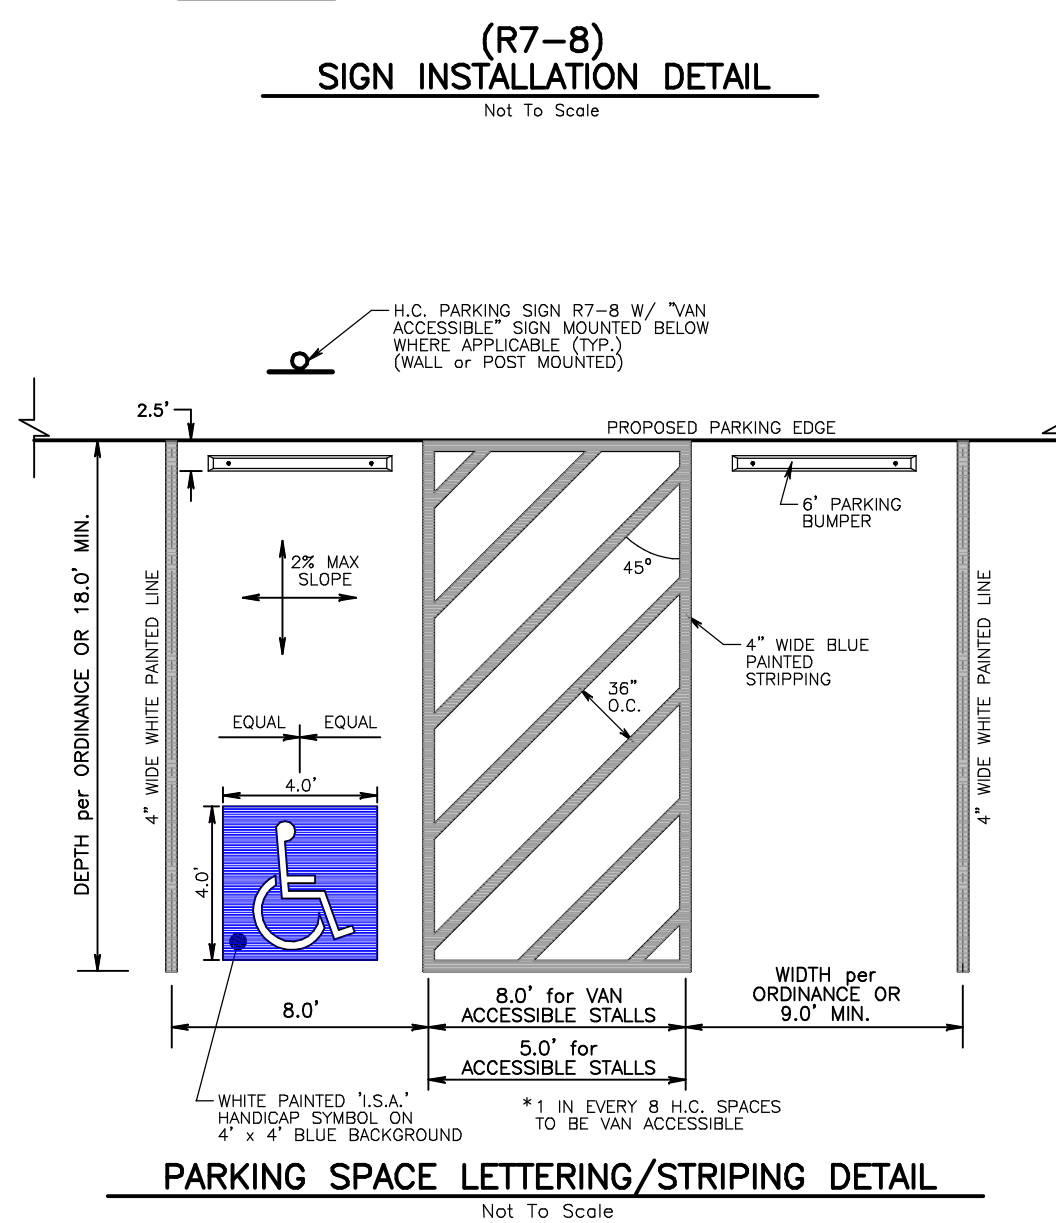 (R7-8)
SIGN INSTALLATION DETAIL
Not To Scale
H.C. PARKING SIGN R7-8 W/ "VAN
ACCESSIBLE" SIGN MOUNTED BELOW
WHERE APPLICABLE (TYP.)
(WALL or POST MOUNTED)
2.5'
PROPOSED PARKING EDGE
6' PARKING
BUMPER
DEPTH per ORDINANCE OR 18.0' MIN.
4" WIDE WHITE PAINTED LINE
2% MAX
SLOPE
45°
4" WIDE BLUE
PAINTED
STRIPPING
4" WIDE WHITE PAINTED LINE
36"
O.C.
EQUAL
EQUAL
4.0'
4.0'
8.0'
8.0' for VAN
ACCESSIBLE STALLS
WIDTH per
ORDINANCE OR
9.0' MIN.
5.0' for
ACCESSIBLE STALLS
WHITE PAINTED 'I.S.A.'
HANDICAP SYMBOL ON
4' x 4' BLUE BACKGROUND
*1 IN EVERY 8 H.C. SPACES
TO BE VAN ACCESSIBLE
PARKING SPACE LETTERING/STRIPING DETAIL
Not To Scale